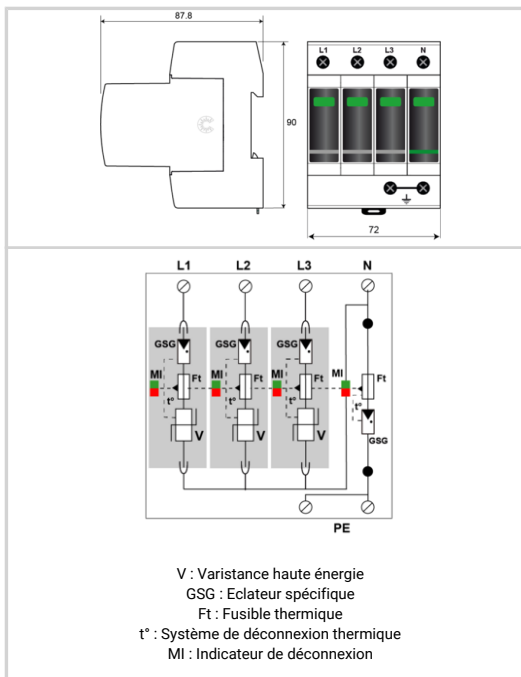 87.8
90
L1 L2 L3 N
72
L1 L2 L3 N
GSG GSG GSG
MI Ft MI Ft MI Ft MI Ft
t° t° t° t°
V V V GSG
PE
V : Varistance haute énergie
GSG : Eclateur spécifique
Ft : Fusible thermique
t° : Système de déconnexion thermique
MI : Indicateur de déconnexion